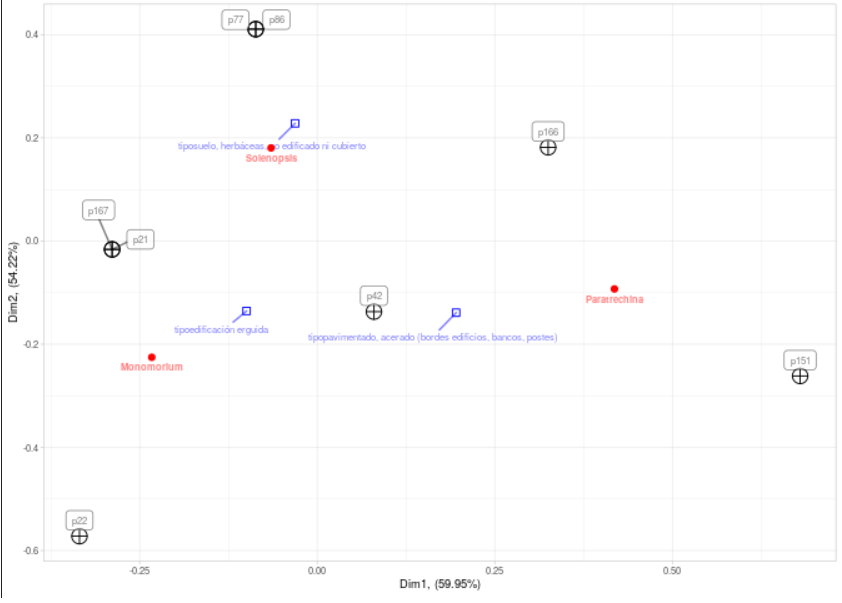 p77
p86
0.4
p166
0.2
tiposuelo, herbáceas, no edificado ni cubierto
Solenopsis
p167
p21
0.0
Dim2, (54.22%)
p42
Paratrechina
tipoedificación erguida
tipopavimentado, acerado (bordes edificios, bancos, postes)
-0.2
Monomorium
p151
-0.4
p22
-0.6
-0.25
0.00
0.25
0.50
Dim1, (59.95%)